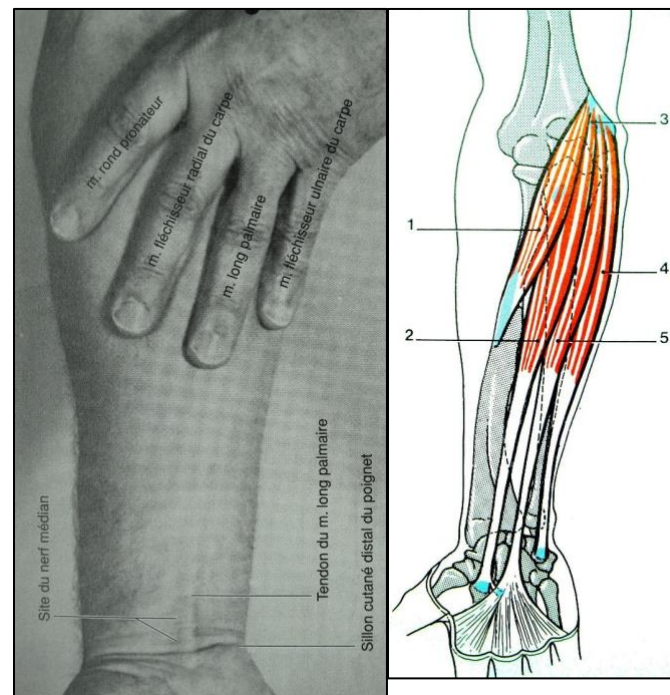 m. rond pronateur
m. fléchisseur radial du carpe
m. long palmaire
m. fléchisseur ulnaire du carpe
Site du nerf médian
Tendon du m. long palmaire
Sillon cutané distal du poignet
3
1
4
2
5